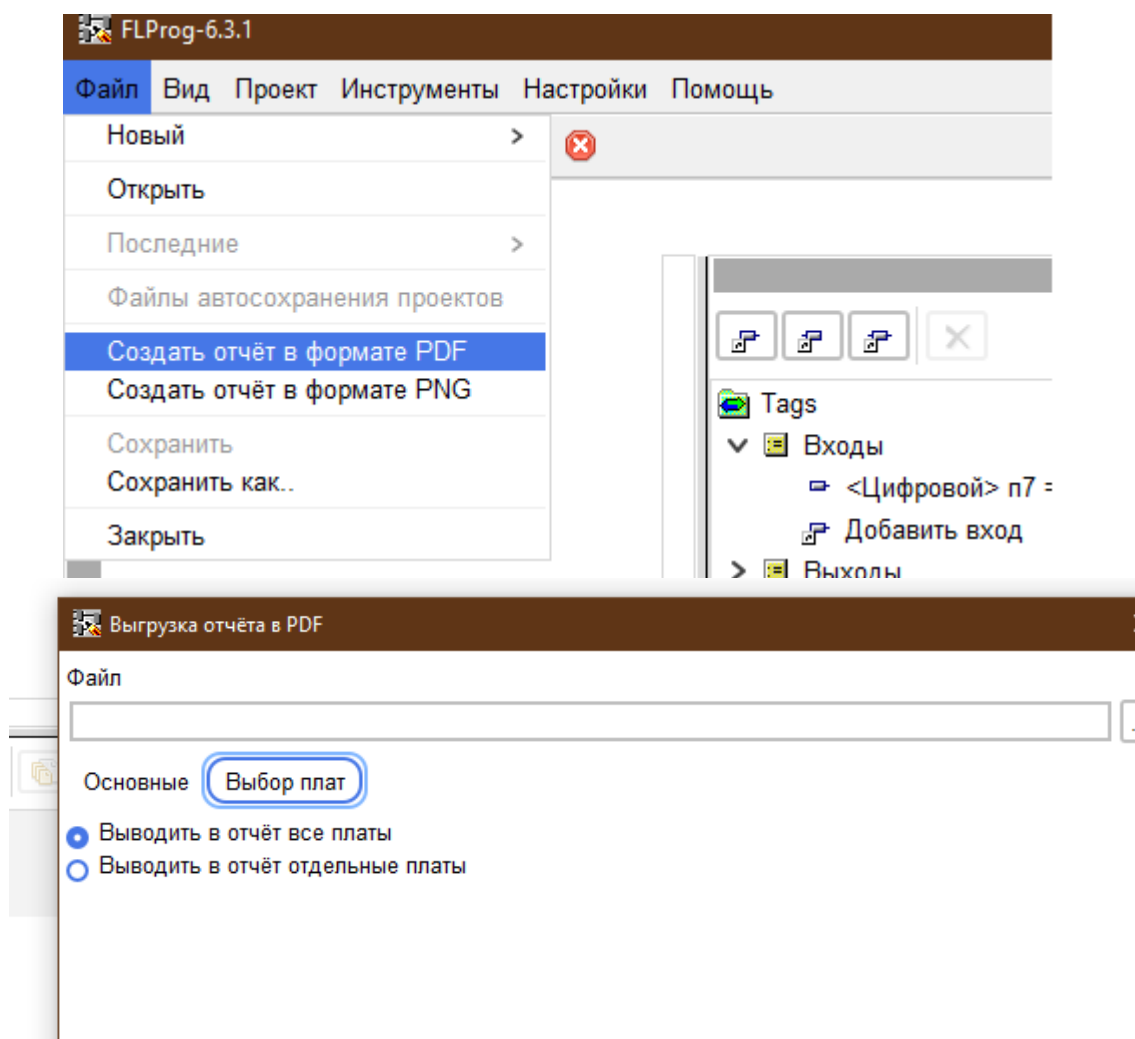 FLProg-6.3.1
Файл Вид Проект Инструменты Настройки Помощь
Новый
Открыть
Последние
Файлы автосохранения проектов
Создать отчёт в формате PDF
Создать отчёт в формате PNG
Сохранить
Сохранить как..
Закрыть
Tags
Входы
<Цифровой> п7 =
Добавить вход
Выходы
Выгрузка отчёта в PDF
Файл
Основные Выбор плат
Выводить в отчёт все платы
Выводить в отчёт отдельные платы